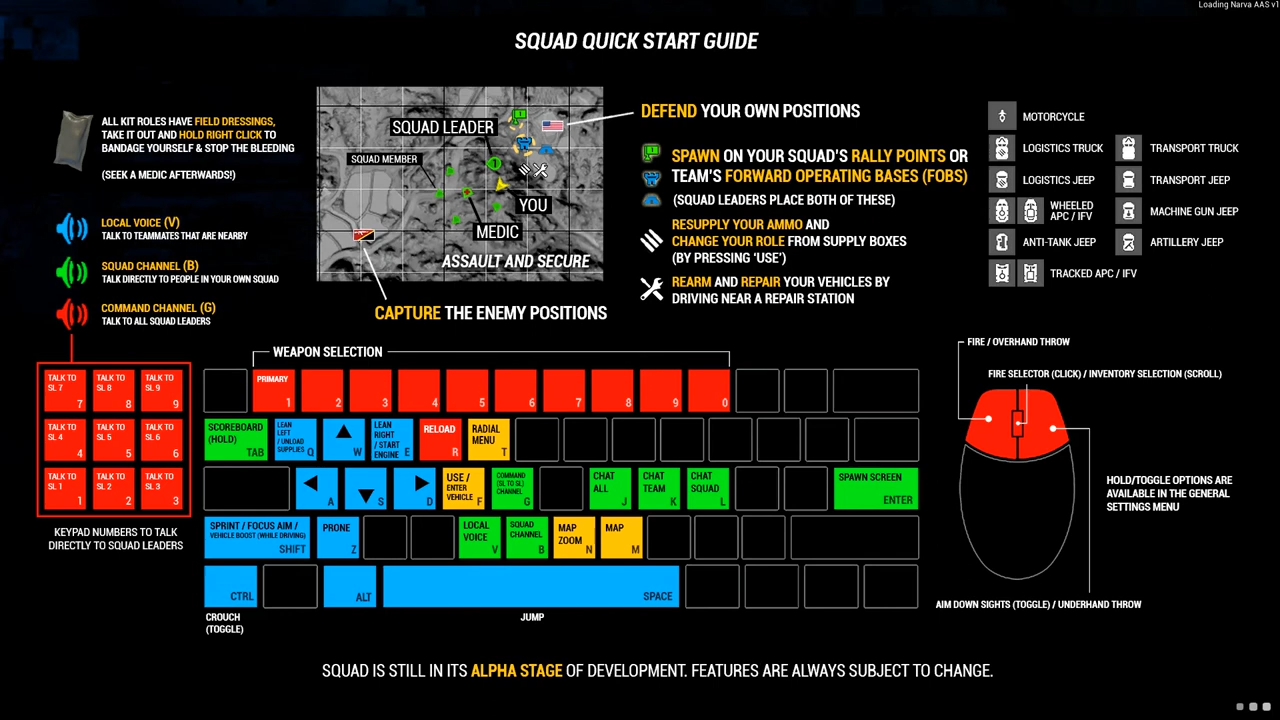 Loading Narva AAS v1
SQUAD QUICK START GUIDE
ALL KIT ROLES HAVE FIELD DRESSINGS,
TAKE IT OUT AND HOLD RIGHT CLICK TO
BANDAGE YOURSELF & STOP THE BLEEDING
(SEEK A MEDIC AFTERWARDS!)
LOCAL VOICE (V)
TALK TO TEAMMATES THAT ARE NEARBY
SQUAD CHANNEL (B)
TALK DIRECTLY TO PEOPLE IN YOUR OWN SQUAD
COMMAND CHANNEL (G)
TALK TO ALL SQUAD LEADERS
SQUAD LEADER
SQUAD MEMBER
YOU
MEDIC
ASSAULT AND SECURE
CAPTURE THE ENEMY POSITIONS
DEFEND YOUR OWN POSITIONS
SPAWN ON YOUR SQUAD'S RALLY POINTS OR
TEAM'S FORWARD OPERATING BASES (FOBS)
(SQUAD LEADERS PLACE BOTH OF THESE)
RESUPPLY YOUR AMMO AND
CHANGE YOUR ROLE FROM SUPPLY BOXES
(BY PRESSING 'USE')
REARM AND REPAIR YOUR VEHICLES BY
DRIVING NEAR A REPAIR STATION
MOTORCYCLE
LOGISTICS TRUCK
TRANSPORT TRUCK
LOGISTICS JEEP
TRANSPORT JEEP
WHEELED
APC / IFV
MACHINE GUN JEEP
ANTI-TANK JEEP
ARTILLERY JEEP
TRACKED APC / IFV
TALK TO
SL 7
7
TALK TO
SL 8
8
TALK TO
SL 9
9
TALK TO
SL 4
4
TALK TO
SL 5
5
TALK TO
SL 6
6
TALK TO
SL 1
1
TALK TO
SL 2
2
TALK TO
SL 3
3
KEYPAD NUMBERS TO TALK
DIRECTLY TO SQUAD LEADERS
WEAPON SELECTION
PRIMARY
1
2
3
4
5
6
7
8
9
0
SCOREBOARD
(HOLD)
TAB
LEAN
LEFT
/ UNLOAD
SUPPLIES Q
W
LEAN
RIGHT
/ START
ENGINE E
RELOAD
R
RADIAL
MENU
T
A
S
D
USE /
ENTER
VEHICLE F
COMMAND
(SL TO SL)
CHANNEL
G
CHAT
ALL
J
CHAT
TEAM
K
CHAT
SQUAD
L
SPAWN SCREEN
ENTER
SPRINT / FOCUS AIM /
VEHICLE BOOST (WHILE DRIVING)
SHIFT
PRONE
Z
LOCAL
VOICE
V
SQUAD
CHANNEL
B
MAP
ZOOM
N
MAP
M
CTRL
ALT
SPACE
CROUCH
(TOGGLE)
JUMP
FIRE / OVERHAND THROW
FIRE SELECTOR (CLICK) / INVENTORY SELECTION (SCROLL)
HOLD/TOGGLE OPTIONS ARE
AVAILABLE IN THE GENERAL
SETTINGS MENU
AIM DOWN SIGHTS (TOGGLE) / UNDERHAND THROW
SQUAD IS STILL IN ITS ALPHA STAGE OF DEVELOPMENT. FEATURES ARE ALWAYS SUBJECT TO CHANGE.